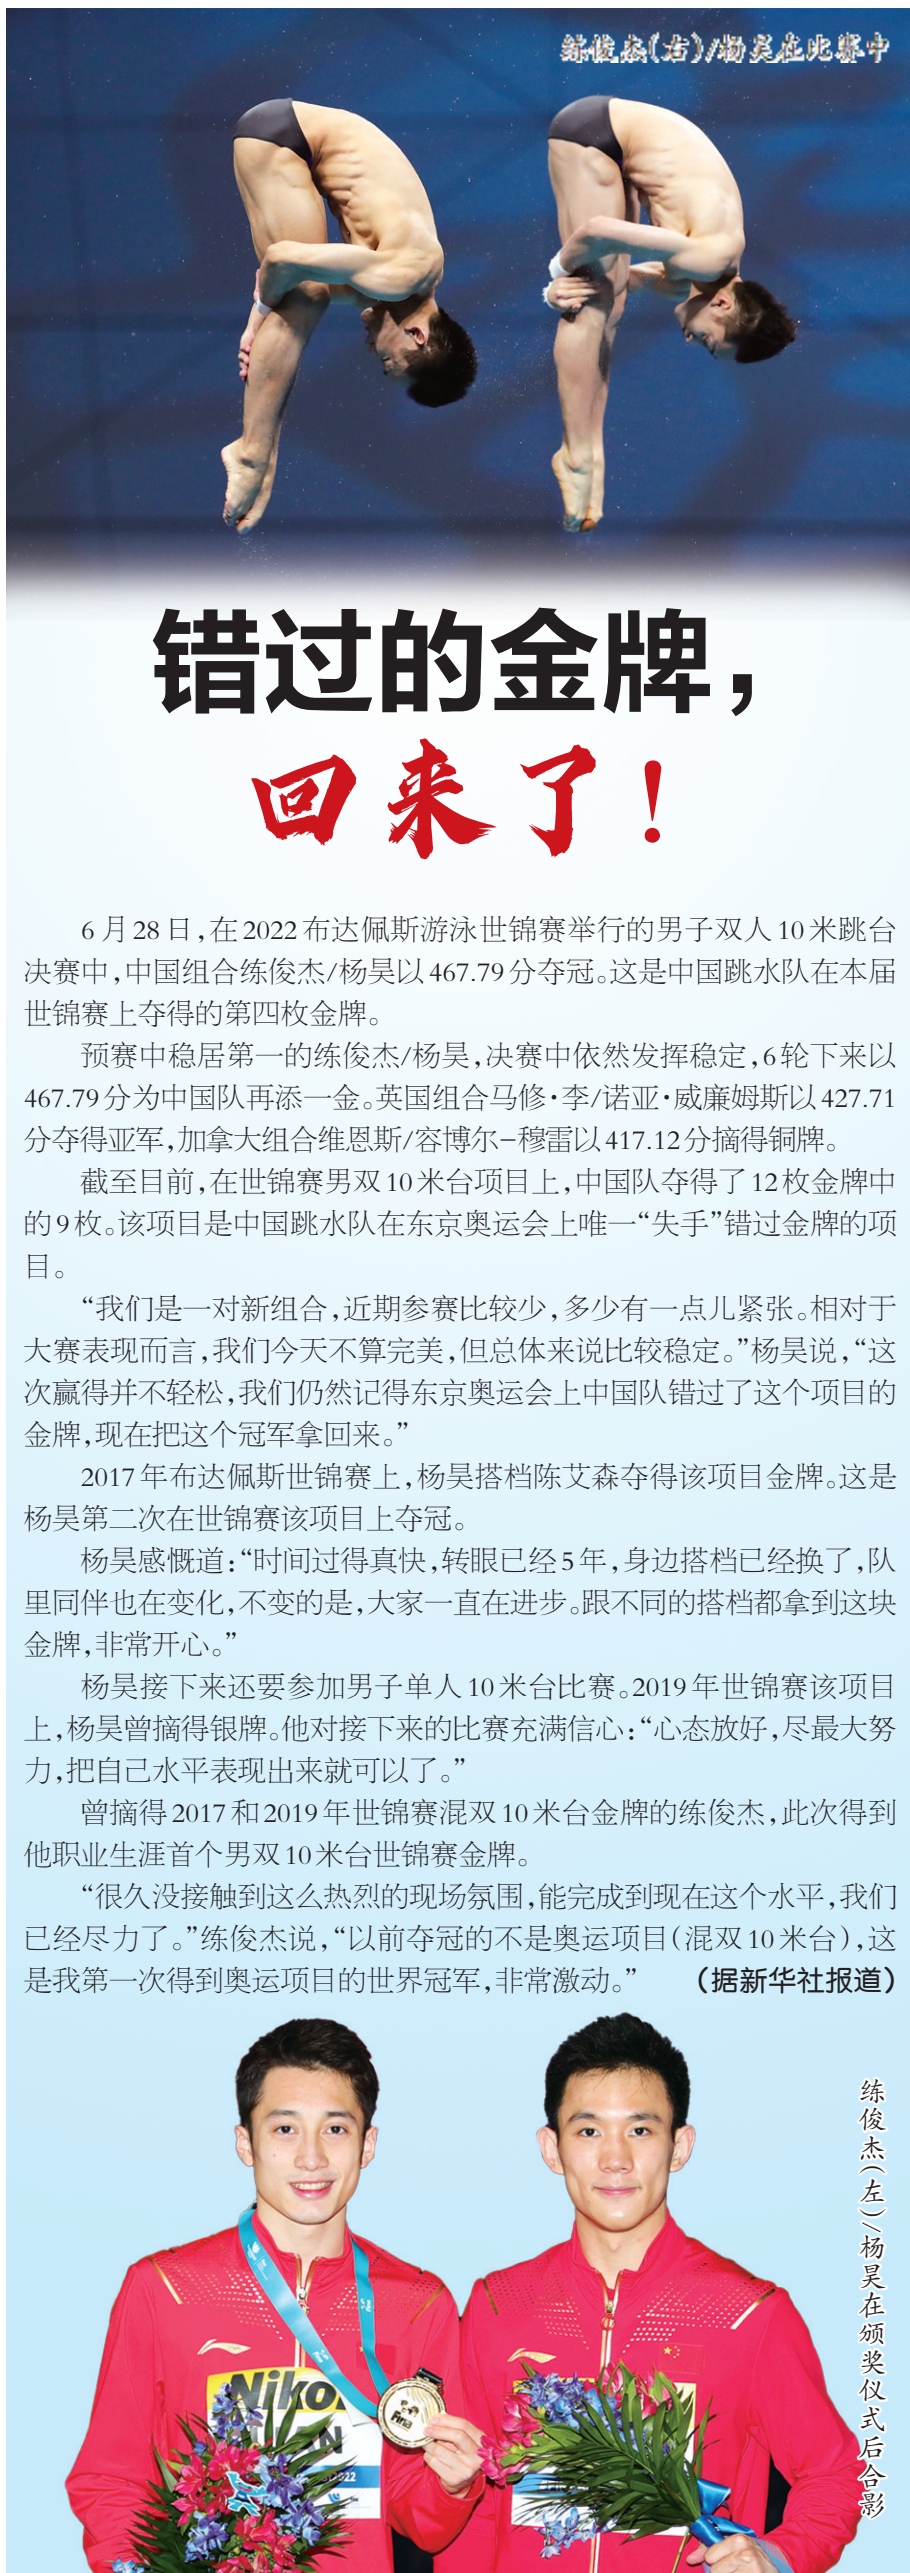 练俊杰(右)/杨昊在比赛中
错过的金牌，
回来了！
6月28日，在2022布达佩斯游泳世锦赛举行的男子双人10米跳台
决赛中，中国组合练俊杰/杨昊以467.79分夺冠。这是中国跳水队在本届
世锦赛上夺得的第四枚金牌。
预赛中稳居第一的练俊杰/杨昊，决赛中依然发挥稳定，6轮下来以
467.79分为中国队再添一金。英国组合马修·李/诺亚·威廉姆斯以427.71
分夺得亚军，加拿大组合维恩斯/容博尔-穆雷以417.12分摘得铜牌。
截至目前，在世锦赛男双10米台项目上，中国队夺得了12枚金牌中
的9枚。该项目是中国跳水队在东京奥运会上唯一“失手”错过金牌的项
目。
“我们是一对新组合，近期参赛比较少，多少有一点儿紧张。相对于
大赛表现而言，我们今天不算完美，但总体来说比较稳定。”杨昊说，“这
次赢得并不轻松，我们仍然记得东京奥运会上中国队错过了这个项目的
金牌，现在把这个冠军拿回来。”
2017年布达佩斯世锦赛上，杨昊搭档陈艾森夺得该项目金牌。这是
杨昊第二次在世锦赛该项目上夺冠。
杨昊感慨道：“时间过得真快，转眼已经5年，身边搭档已经换了，队
里同伴也在变化，不变的是，大家一直在进步。跟不同的搭档都拿到这块
金牌，非常开心。”
杨昊接下来还要参加男子单人10米台比赛。2019年世锦赛该项目
上，杨昊曾摘得银牌。他对接下来的比赛充满信心：“心态放好，尽最大努
力，把自己水平表现出来就可以了。”
曾摘得2017和2019年世锦赛混双10米台金牌的练俊杰，此次得到
他职业生涯首个男双10米台世锦赛金牌。
“很久没接触到这么热烈的现场氛围，能完成到现在这个水平，我们
已经尽力了。”练俊杰说，“以前夺冠的不是奥运项目（混双10米台），这
是我第一次得到奥运项目的世界冠军，非常激动。” （据新华社报道）
练俊杰(左)/杨昊在颁奖仪式后合影
Niko
fina